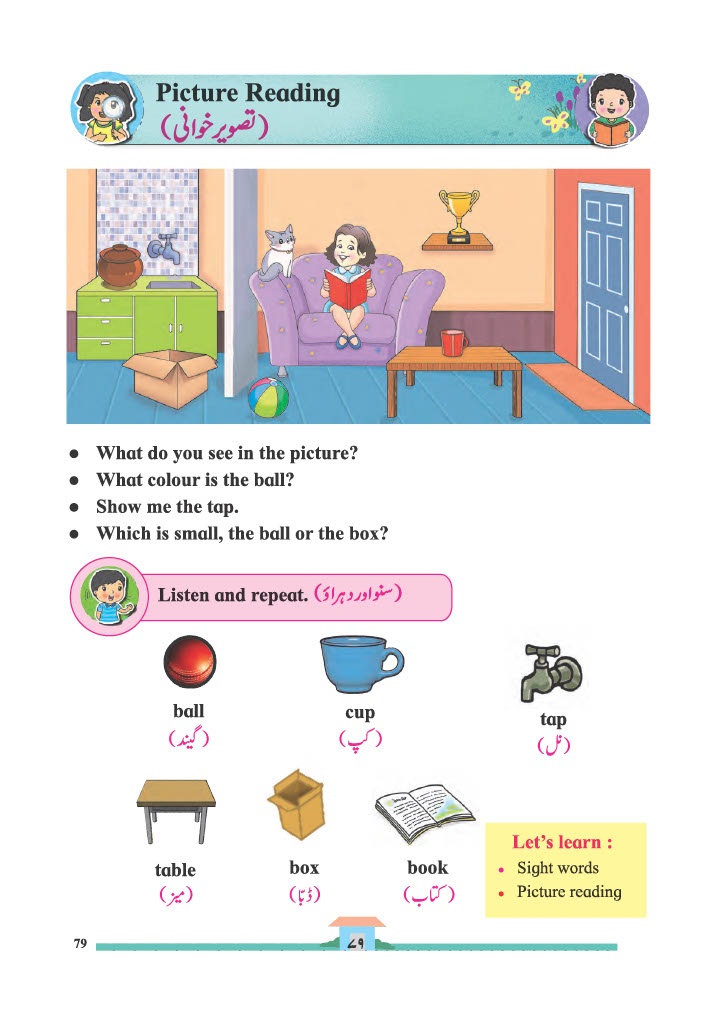 Picture Reading
(تصویر خوانی)
• What do you see in the picture?
• What colour is the ball?
• Show me the tap.
• Which is small, the ball or the box?
Listen and repeat. (سنو اور دہراؤ)
ball
(گیند)
cup
(کپ)
tap
(نل)
table
(میز)
box
(ڈبّا)
book
(کتاب)
Let’s learn :
• Sight words
• Picture reading
79
۷۹